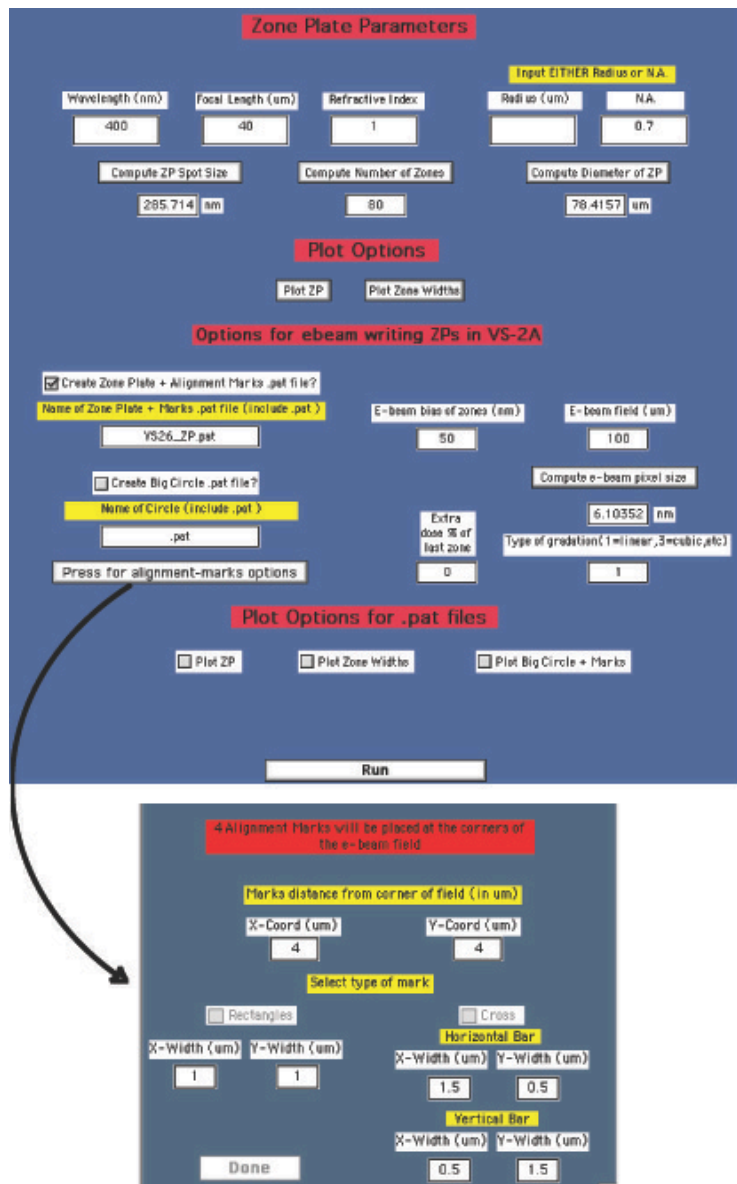 Zone Plate Parameters
Input EITHER Radius or N.A.
Wavelength (nm) Focal Length (um) Refractive Index Radius (um) N.A.
400 40 1 0.7
Compute ZP Spot Size Compute Number of Zones Compute Diameter of ZP
285.714 nm 80 78.4157 um
Plot Options
Plot ZP Plot Zone Widths
Options for ebeam writing ZPs in VS-2A
Create Zone Plate + Alignment Marks .pat file?
Name of Zone Plate + Marks .pat file (include .pat ) E-beam bias of zones (nm) E-beam field (um)
VS26_ZP.pat 50 100
Create Big Circle .pat file? Compute e-beam pixel size
Name of Circle (include .pat ) 6.10352 nm
.pat Extra dose % of last zone Type of gradation(1=linear,3=cubic,etc)
Press for alignment-marks options 0 1
Plot Options for .pat files
Plot ZP Plot Zone Widths Plot Big Circle + Marks
Run
4 Alignment Marks will be placed at the corners of
the e-beam field
Marks distance from corner of field (in um)
X-Coord (um) Y-Coord (um)
4 4
Select type of mark
Rectangles Cross
Horizontal Bar
X-Width (um) Y-Width (um) X-Width (um) Y-Width (um)
1 1 1.5 0.5
Vertical Bar
X-Width (um) Y-Width (um)
Done 0.5 1.5